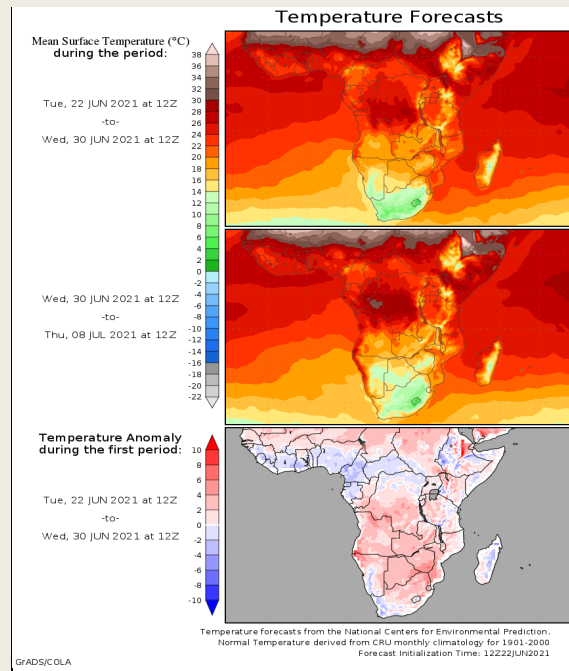 Temperature Forecasts
Mean Surface Temperature (°C)
during the period:
Tue, 22 JUN 2021 at 12Z
-to-
Wed, 30 JUN 2021 at 12Z
38
36
34
32
30
28
26
24
22
20
18
16
14
12
10
8
6
4
2
0
-2
-4
-6
-8
-10
-12
-14
-16
-18
-20
-22
Wed, 30 JUN 2021 at 12Z
-to-
Thu, 08 JUL 2021 at 12Z
Temperature Anomaly
during the first period:
Tue, 22 JUN 2021 at 12Z
-to-
Wed, 30 JUN 2021 at 12Z
10
8
6
4
2
0
-2
-4
-6
-8
-10
Temperature forecasts from the National Centers for Environmental Prediction.
Normal Temperature derived from CRU monthly climatology for 1901-2000
Forecast Initialization Time: 12Z22JUN2021
GrADS/COLA